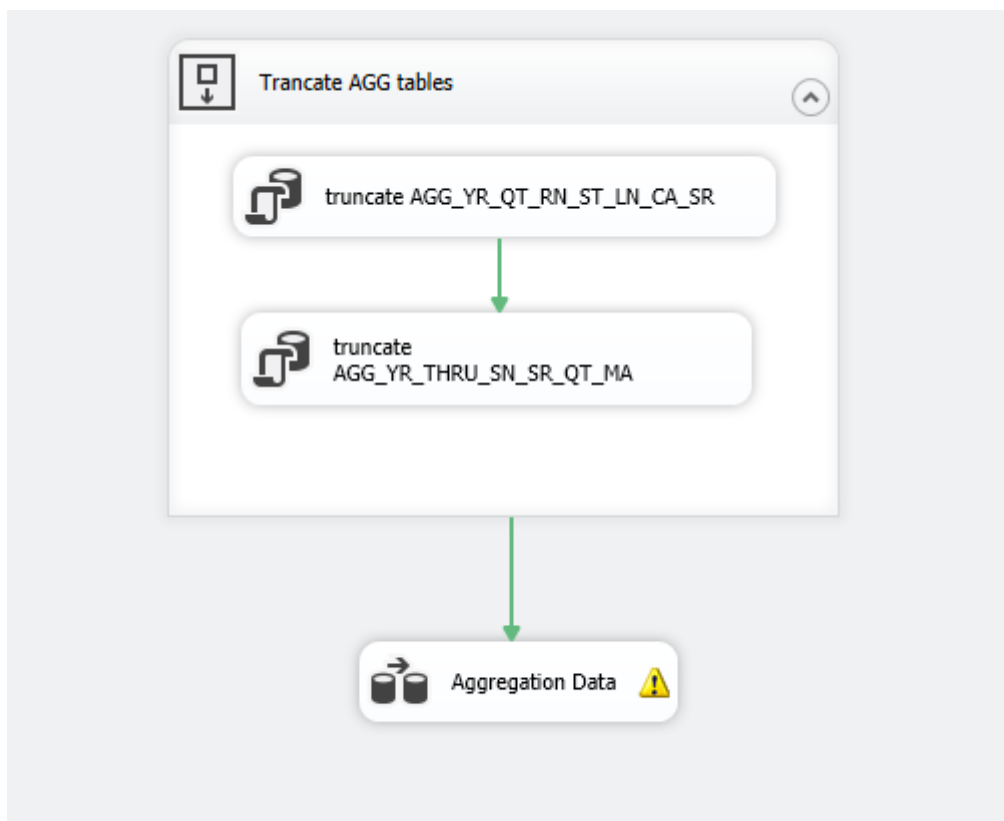 Trancate AGG tables
truncate AGG_YR_QT_RN_ST_LN_CA_SR
truncate
AGG_YR_THRU_SN_SR_QT_MA
Aggregation Data